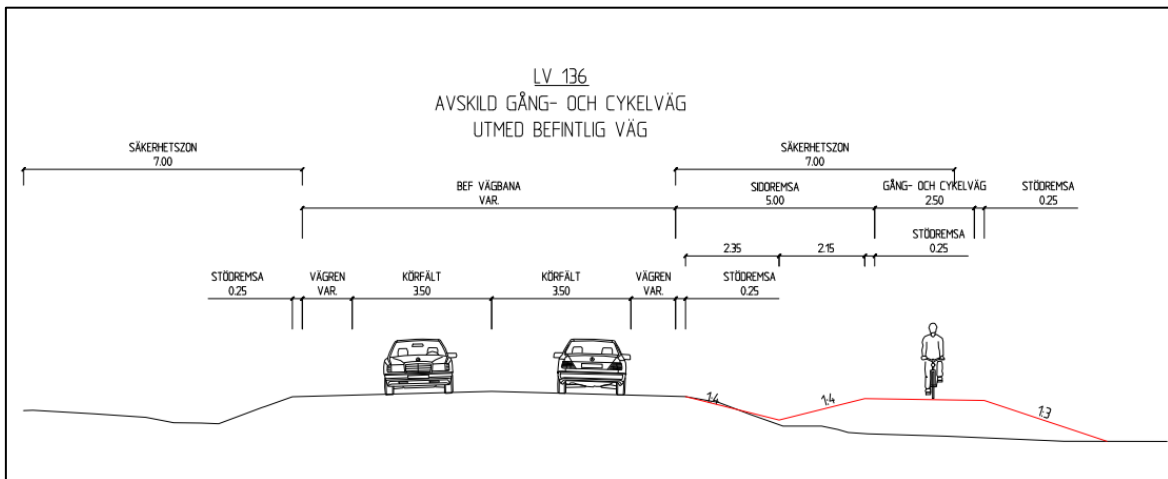 LV 136
AVSKILD GÅNG- OCH CYKELVÄG
UTMED BEFINTLIG VÄG
SÄKERHETSZON
7.00
SÄKERHETSZON
7.00
BEF VÄGBANA
VAR.
SIDOREMSA
5.00
GÅNG- OCH CYKELVÄG
2.50
STÖDREMSA
0.25
STÖDREMSA
0.25
2.35
2.15
STÖDREMSA
0.25
VÄGREN
VAR.
KÖRFÄLT
3.50
KÖRFÄLT
3.50
VÄGREN
VAR.
STÖDREMSA
0.25
1:4
1:4
1:3